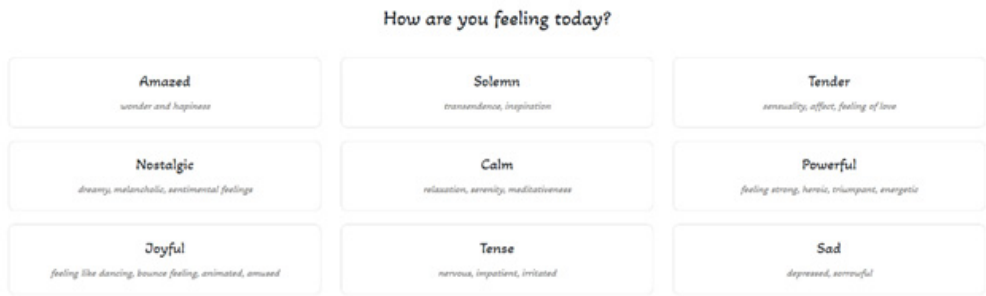 How are you feeling today?
Amazed
wonder and hapiness
Solemn
transendence, inspiration
Tender
sensuality, affect, feeling of love
Nostalgic
dreamy, melancholic, sentimental feelings
Calm
relaxation, serenity, meditativeness
Powerful
feeling strong, heroic, triumpant, energetic
Joyful
feeling like dancing, bounce feeling, animated, amused
Tense
nervous, impatient, irritated
Sad
depressed, sorrowful